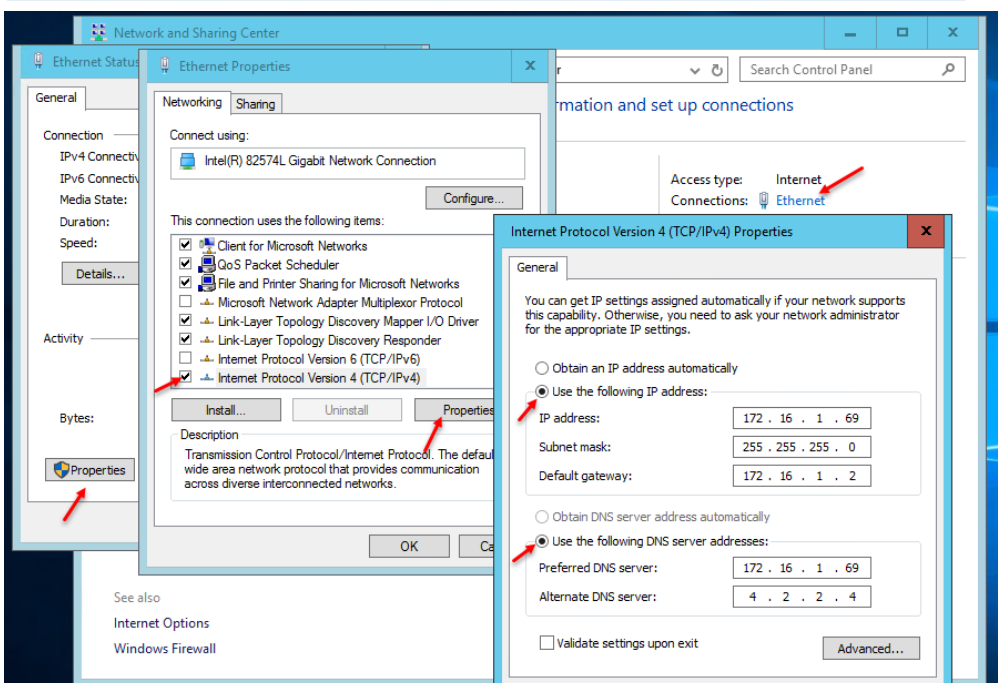 Network and Sharing Center
Ethernet Status
Ethernet Properties
Search Control Panel
General
Networking
Sharing
and set up connections
Connection
IPv4
IPv6
Media State:
Duration:
Speed:
Details...
Activity
Bytes:
Properties
Connect using:
Intel(R) 82574L Gigabit Network Connection
Configure...
This connection uses the following items:
Client for Microsoft Networks
QoS Packet Scheduler
File and Printer Sharing for Microsoft Networks
Microsoft Network Adapter Multiplexor Protocol
Link-Layer Topology Discovery Mapper I/O Driver
Link-Layer Topology Discovery Responder
Internet Protocol Version 6 (TCP/IPv6)
Internet Protocol Version 4 (TCP/IPv4)
Install...
Uninstall
Properties
Description
Transmission Control Protocol/Internet Protocol. The
wide area network protocol that provides communication
across diverse interconnected networks.
OK
Access type: Internet
Connections: Ethernet
Internet Protocol Version 4 (TCP/IPv4) Properties
X
General
You can get IP settings assigned automatically if your network supports
this capability. Otherwise, you need to ask your network administrator
for the appropriate IP settings.
Obtain an IP address automatically
Use the following IP address:
IP address: 172 . 16 . 1 . 69
Subnet mask: 255 . 255 . 255 . 0
Default gateway: 172 . 16 . 1 . 2
Obtain DNS server address automatically
Use the following DNS server addresses:
Preferred DNS server: 172 . 16 . 1 . 69
Alternate DNS server: 4 . 2 . 2 . 4
Validate settings upon exit
Advanced...
See also
Internet Options
Windows Firewall